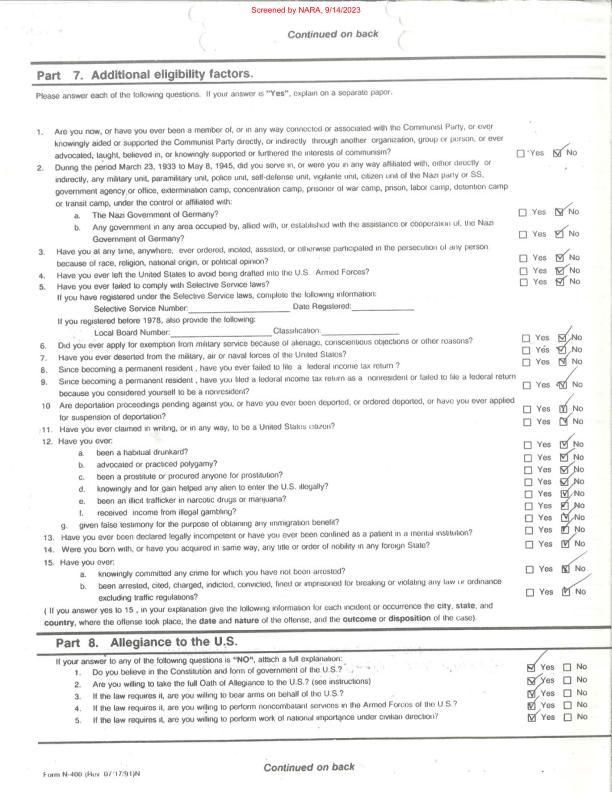 Screened by NARA, 9/14/2023
Continued on back
Part 7. Additional eligibility factors.
Please answer each of the following questions. If your answer is "Yes", explain on a separate paper.
1. Are you now, or have you ever been a member of, or in any way connected or associated with the Communist Party, or ever
knowingly aided or supported the Communist Party directly, or indirectly through another organization, group or person, or ever
advocated, taught, believed in, or knowingly supported or furthered the interests of communism? ☐ Yes ☑ No
2. During the period March 23, 1933 to May 8, 1945, did you serve in, or were you in any way affiliated with, either directly or
indirectly, any military unit, paramilitary unit, police unit, self-defense unit, vigilante unit, citizen unit of the Nazi party or SS,
government agency or office, extermination camp, concentration camp, prisoner of war camp, prison, labor camp, detention camp
or transit camp, under the control or affiliated with:
a. The Nazi Government of Germany? ☐ Yes ☑ No
b. Any government in any area occupied by, allied with, or established with the assistance or cooperation of, the Nazi
Government of Germany? ☐ Yes ☑ No
3. Have you at any time, anywhere, ever ordered, incited, assisted, or otherwise participated in the persecution of any person
because of race, religion, national origin, or political opinion? ☐ Yes ☑ No
4. Have you ever left the United States to avoid being drafted into the U.S. Armed Forces? ☐ Yes ☑ No
5. Have you ever failed to comply with Selective Service laws? ☐ Yes ☑ No
If you have registered under the Selective Service laws, complete the following information:
Selective Service Number: Date Registered:
If you registered before 1978, also provide the following:
Local Board Number: Classification:
6. Did you ever apply for exemption from military service because of alienage, conscientious objections or other reasons? ☐ Yes ☑ No
7. Have you ever deserted from the military, air or naval forces of the United States? ☐ Yes ☑ No
8. Since becoming a permanent resident , have you ever failed to file a federal income tax return ? ☐ Yes ☑ No
9. Since becoming a permanent resident , have you filed a federal income tax return as a nonresident or failed to file a federal return
because you considered yourself to be a nonresident? ☐ Yes ☑ No
10 Are deportation proceedings pending against you, or have you ever been deported, or ordered deported, or have you ever applied
for suspension of deportation? ☐ Yes ☑ No
11. Have you ever claimed in writing, or in any way, to be a United States citizen? ☐ Yes ☑ No
12. Have you ever:
a. been a habitual drunkard? ☐ Yes ☑ No
b. advocated or practiced polygamy? ☐ Yes ☑ No
c. been a prostitute or procured anyone for prostitution? ☐ Yes ☑ No
d. knowingly and for gain helped any alien to enter the U.S. illegally? ☐ Yes ☑ No
e. been an illicit trafficker in narcotic drugs or marijuana? ☐ Yes ☑ No
f. received income from illegal gambling? ☐ Yes ☑ No
g. given false testimony for the purpose of obtaining any immigration benefit? ☐ Yes ☑ No
13. Have you ever been declared legally incompetent or have you ever been confined as a patient in a mental institution? ☐ Yes ☑ No
14. Were you born with, or have you acquired in same way, any title or order of nobility in any foreign State? ☐ Yes ☑ No
15. Have you ever:
a. knowingly committed any crime for which you have not been arrested? ☐ Yes ☑ No
b. been arrested, cited, charged, indicted, convicted, fined or imprisoned for breaking or violating any law or ordinance
excluding traffic regulations? ☐ Yes ☑ No
( If you answer yes to 15 , in your explanation give the following information for each incident or occurrence the city, state, and
country, where the offense took place, the date and nature of the offense, and the outcome or disposition of the case).
Part 8. Allegiance to the U.S.
If your answer to any of the following questions is "NO", attach a full explanation:
1. Do you believe in the Constitution and form of government of the U.S.? ☑ Yes ☐ No
2. Are you willing to take the full Oath of Allegiance to the U.S.? (see instructions) ☑ Yes ☐ No
3. If the law requires it, are you willing to bear arms on behalf of the U.S.? ☑ Yes ☐ No
4. If the law requires it, are you willing to perform noncombatant services in the Armed Forces of the U.S.? ☑ Yes ☐ No
5. If the law requires it, are you willing to perform work of national importance under civilian direction? ☑ Yes ☐ No
Form N-400 (Rev. 07/17/91)N
Continued on back